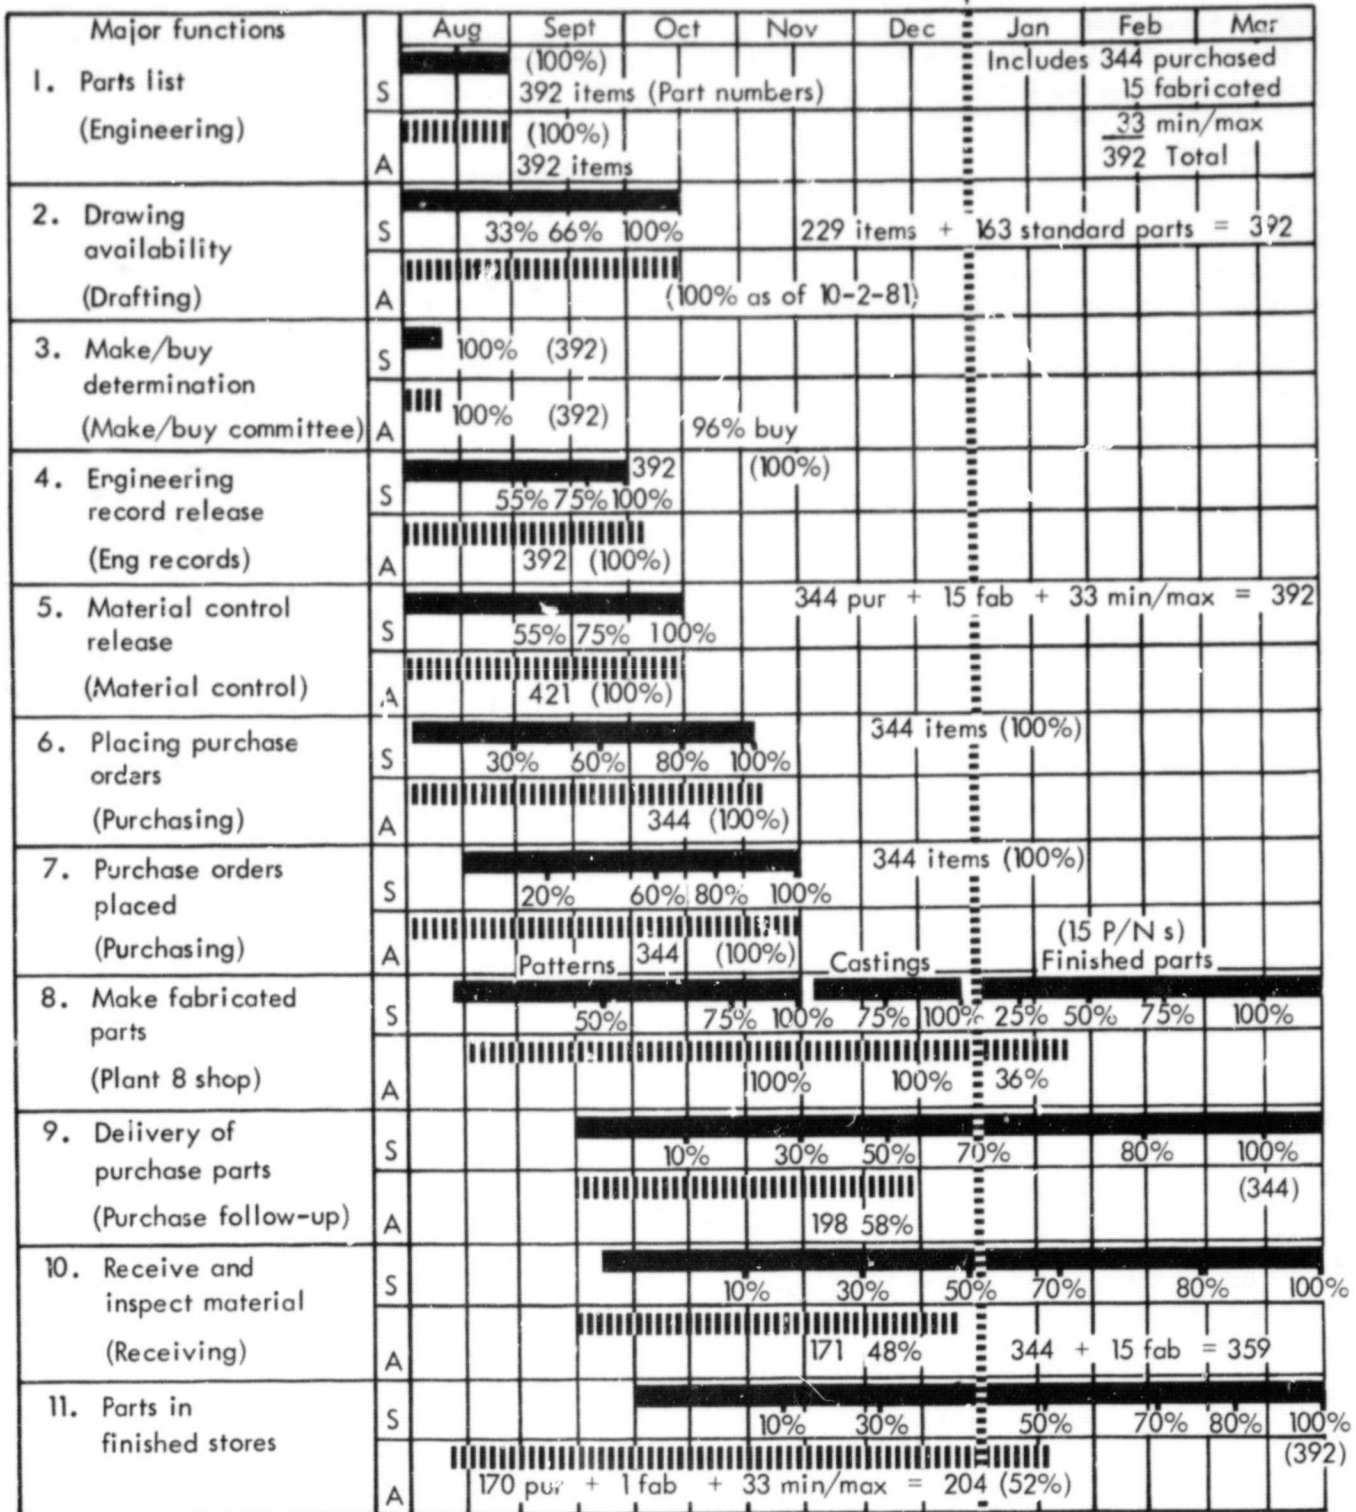 Major functions Aug Sept Oct Nov Dec Jan Feb Mar
1. Parts list
(Engineering)
S
(100%)
392 items (Part numbers)
Includes 344 purchased
15 fabricated
33 min/max
392 Total
A
(100%)
392 items
2. Drawing
availability
(Drafting)
S
33% 66% 100%
229 items + 163 standard parts = 392
A
(100% as of 10-2-81)
3. Make/buy
determination
(Make/buy committee)
S
100% (392)
A
100% (392)
96% buy
4. Engineering
record release
(Eng records)
S
392 (100%)
55% 75% 100%
A
392 (100%)
5. Material control
release
(Material control)
S
344 pur + 15 fab + 33 min/max = 392
55% 75% 100%
A
421 (100%)
6. Placing purchase
orders
(Purchasing)
S
344 items (100%)
30% 60% 80% 100%
A
344 (100%)
7. Purchase orders
placed
(Purchasing)
S
344 items (100%)
20% 60% 80% 100%
A
344 (100%)
(15 P/N s)
Patterns Castings Finished parts
8. Make fabricated
parts
(Plant 8 shop)
S
50% 75% 100% 75% 100% 25% 50% 75% 100%
A
100% 100% 36%
9. Delivery of
purchase parts
(Purchase follow-up)
S
10% 30% 50% 70% 80% 100%
(344)
A
198 58%
10. Receive and
inspect material
(Receiving)
S
10% 30% 50% 70% 80% 100%
A
171 48%
344 + 15 fab = 359
11. Parts in
finished stores
S
10% 30% 50% 70% 80% 100%
(392)
A
170 pur + 1 fab + 33 min/max = 204 (52%)